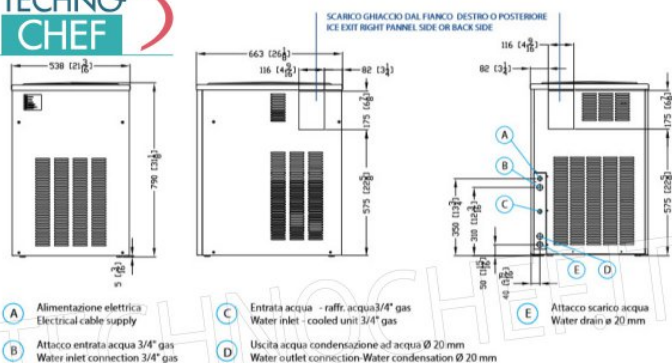 TECHNO
CHEF
SCARICO GHIACCIO DAL FIANCO DESTRO O POSTERIORE
ICE EXIT RIGHT PANNEL SIDE OR BACK SIDE
538
663
116
82
116
82
790
175
575
175
575
350
310
50
40
5
A
B
C
D
E
A Alimentazione elettrica
Electrical cable supply
B Attacco entrata acqua 3/4" gas
Water inlet connection 3/4" gas
C Entrata acqua - raffr. acqua3/4" gas
Water inlet - cooled unit 3/4" gas
D Uscita acqua condensazione ad acqua Ø 20 mm
Water outlet connection-Water condensation Ø 20 mm
E Attacco scarico acqua
Water drain ø 20 mm